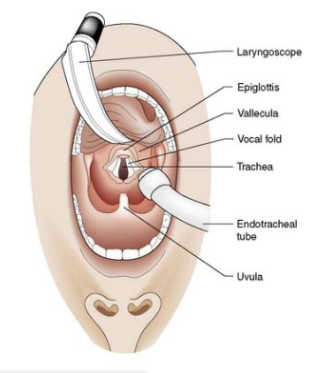 Laryngoscope
Epiglottis
Vallecula
Vocal fold
Trachea
Endotracheal
tube
Uvula